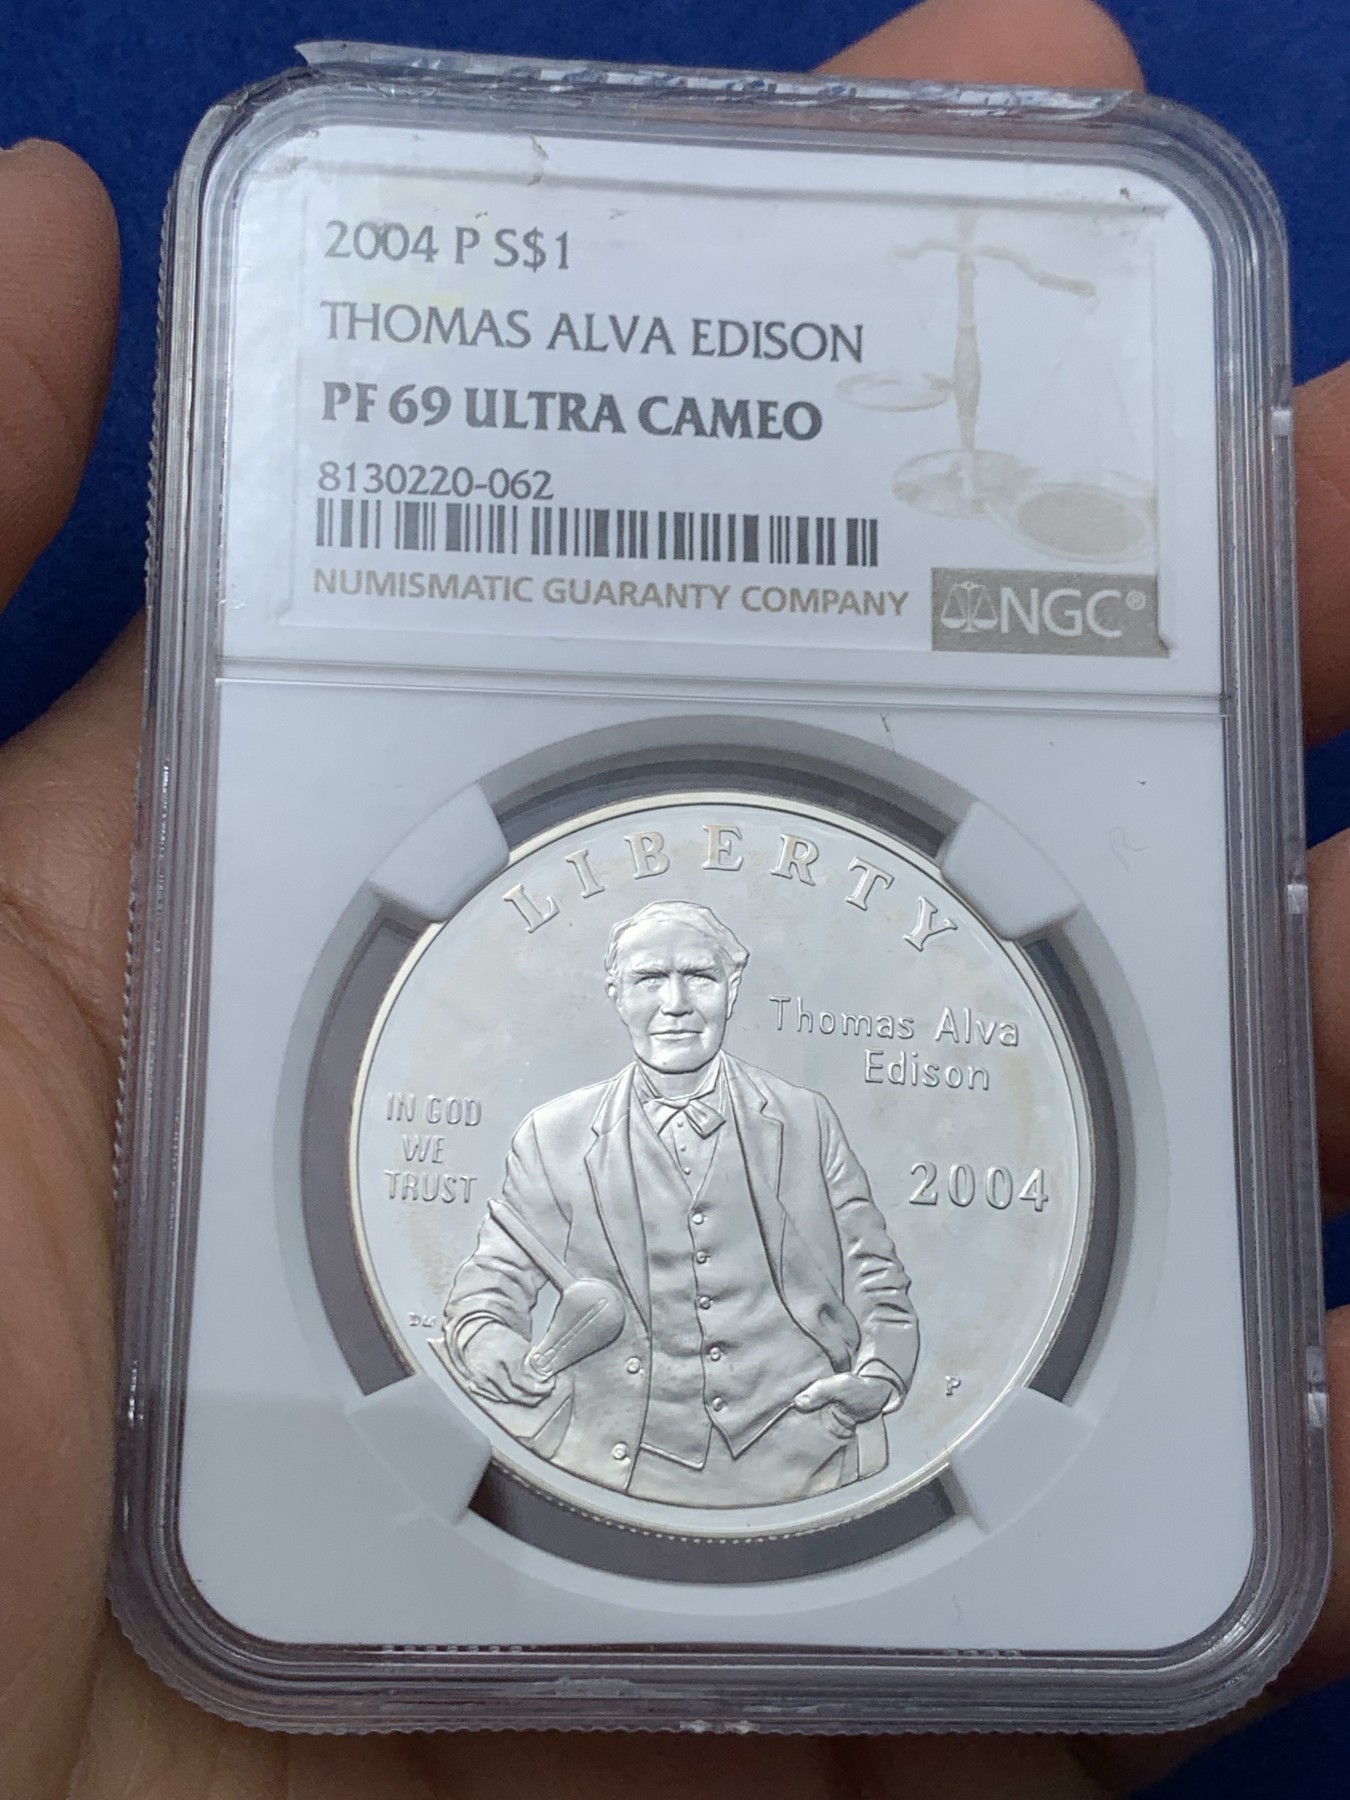 2004 P S$1
THOMAS ALVA EDISON
PF 69 ULTRA CAMEO
8130220-062
NUMISMATIC GUARANTY COMPANY
NGC®
LIBERTY
Thomas Alva
Edison
IN GOD
WE
TRUST
2004
P